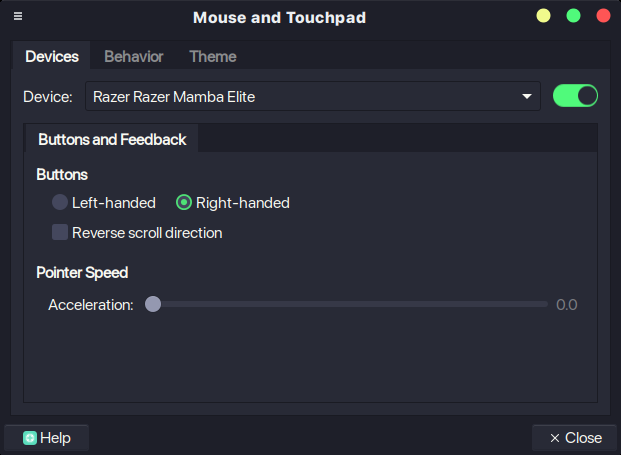 Mouse and Touchpad
Devices Behavior Theme
Device: Razer Razer Mamba Elite
Buttons and Feedback
Buttons
Left-handed Right-handed
Reverse scroll direction
Pointer Speed
Acceleration: 0.0
Help Close